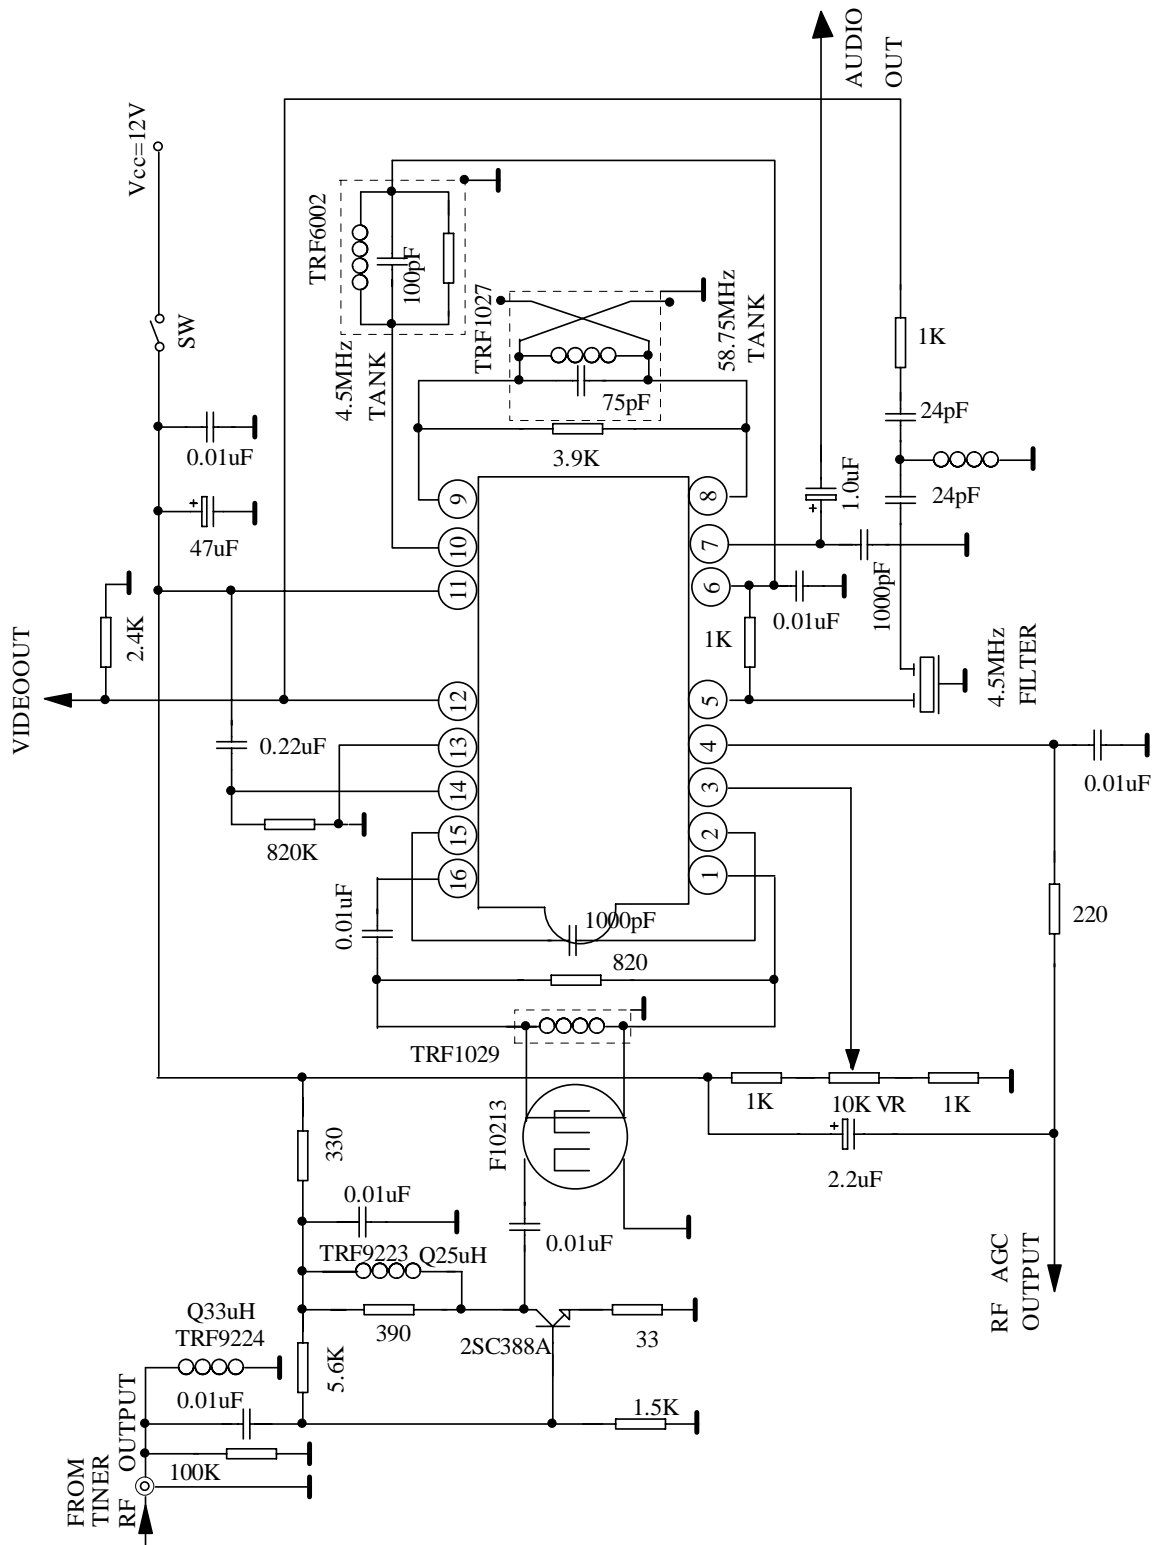 AUDIO
OUT
Vcc=12V
SW
TRF6002
100pF
4.5MHz
TANK
TRF1027
58.75MHz
TANK
75pF
3.9K
1K
24pF
24pF
0.01uF
47uF
1.0uF
1000pF
0.01uF
1K
2.4K
VIDEOOUT
4.5MHz
FILTER
0.22uF
820K
0.01uF
9
10
11
12
13
14
15
16
8
7
6
5
4
3
2
1
0.01uF
1000pF
820
220
TRF1029
F10213
1K
10K VR
1K
2.2uF
330
0.01uF
TRF9223
Q25uH
0.01uF
390
2SC388A
33
RF AGC
OUTPUT
Q33uH
TRF9224
5.6K
0.01uF
1.5K
100K
FROM
TINER
RF OUTPUT